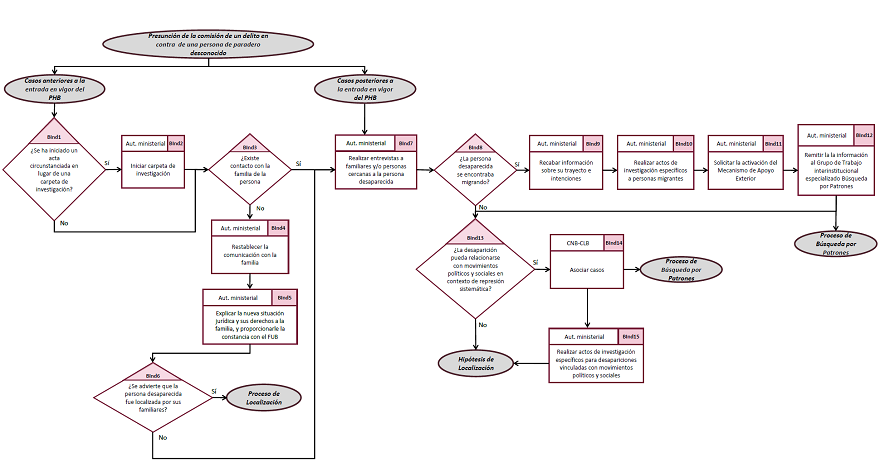 Presunción de la comisión de un delito en
contra de una persona de paradero
desconocido
Casos anteriores a la
entrada en vigor del
PHB
Casos posteriores a
la entrada en vigor
del PHB
BInd1
¿Se ha iniciado un
acta
circunstanciada en
lugar de una
carpeta de
investigación?
Sí
No
Aut. ministerial
BInd2
Iniciar carpeta de
investigación
BInd3
¿Existe
contacto con la
familia de la
persona
Sí
No
Aut. ministerial
BInd4
Restablecer la
comunicación con la
familia
Aut. ministerial
BInd5
Explicar la nueva situación
jurídica y sus derechos a la
familia, y proporcionarle la
constancia con el FUB
BInd6
¿Se advierte que la
persona desaparecida
fue localizada por sus
familiares?
Sí
No
Proceso de
Localización
Aut. ministerial
BInd7
Realizar entrevistas a
familiares y/o personas
cercanas a la persona
desaparecida
BInd8
¿La persona
desaparecida
se encontraba
migrando?
Sí
No
Aut. ministerial
BInd9
Recabar información
sobre su trayecto e
intenciones
Aut. ministerial
BInd10
Realizar actos de
investigación específicos
a personas migrantes
Aut. ministerial
BInd11
Solicitar la activación del
Mecanismo de Apoyo
Exterior
Aut. ministerial
BInd12
Remitir la la información
al Grupo de Trabajo
interinstitucional
especializado Búsqueda
por Patrones
Proceso de
Búsqueda por
Patrones
BInd13
¿La desaparición
pueda relacionarse
con movimientos
políticos y sociales en
contexto de represión
sistemática?
Sí
No
CNB-CLB
BInd14
Asociar casos
Proceso de
Búsqueda por
Patrones
Aut. ministerial
BInd15
Realizar actos de investigación
específicos para desapariciones
vinculadas con movimientos
políticos y sociales
Hipótesis de
Localización